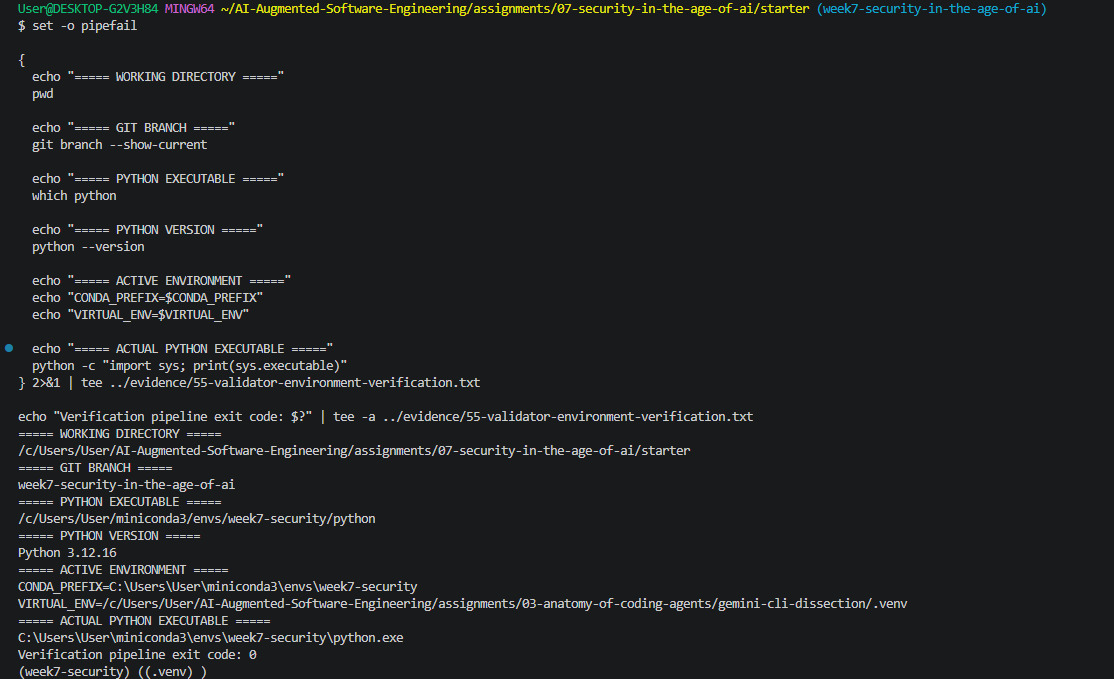 User@DESKTOP-G2V3H84 MINGW64 ~/AI-Augmented-Software-Engineering/assignments/07-security-in-the-age-of-ai/starter (week7-security-in-the-age-of-ai)
$ set -o pipefail
{
echo "===== WORKING DIRECTORY ====="
pwd
echo "===== GIT BRANCH ====="
git branch --show-current
echo "===== PYTHON EXECUTABLE ====="
which python
echo "===== PYTHON VERSION ====="
python --version
echo "===== ACTIVE ENVIRONMENT ====="
echo "CONDA_PREFIX=$CONDA_PREFIX"
echo "VIRTUAL_ENV=$VIRTUAL_ENV"
echo "===== ACTUAL PYTHON EXECUTABLE ====="
python -c "import sys; print(sys.executable)"
} 2>&1 | tee ../evidence/55-validator-environment-verification.txt
echo "Verification pipeline exit code: $?" | tee -a ../evidence/55-validator-environment-verification.txt
===== WORKING DIRECTORY =====
/c/Users/User/AI-Augmented-Software-Engineering/assignments/07-security-in-the-age-of-ai/starter
===== GIT BRANCH =====
week7-security-in-the-age-of-ai
===== PYTHON EXECUTABLE =====
/c/Users/User/miniconda3/envs/week7-security/python
===== PYTHON VERSION =====
Python 3.12.16
===== ACTIVE ENVIRONMENT =====
CONDA_PREFIX=C:\Users\User\miniconda3\envs\week7-security
VIRTUAL_ENV=/c/Users/User/AI-Augmented-Software-Engineering/assignments/03-anatomy-of-coding-agents/gemini-cli-dissection/.venv
===== ACTUAL PYTHON EXECUTABLE =====
C:\Users\User\miniconda3\envs\week7-security\python.exe
Verification pipeline exit code: 0
(week7-security) ((.venv) )